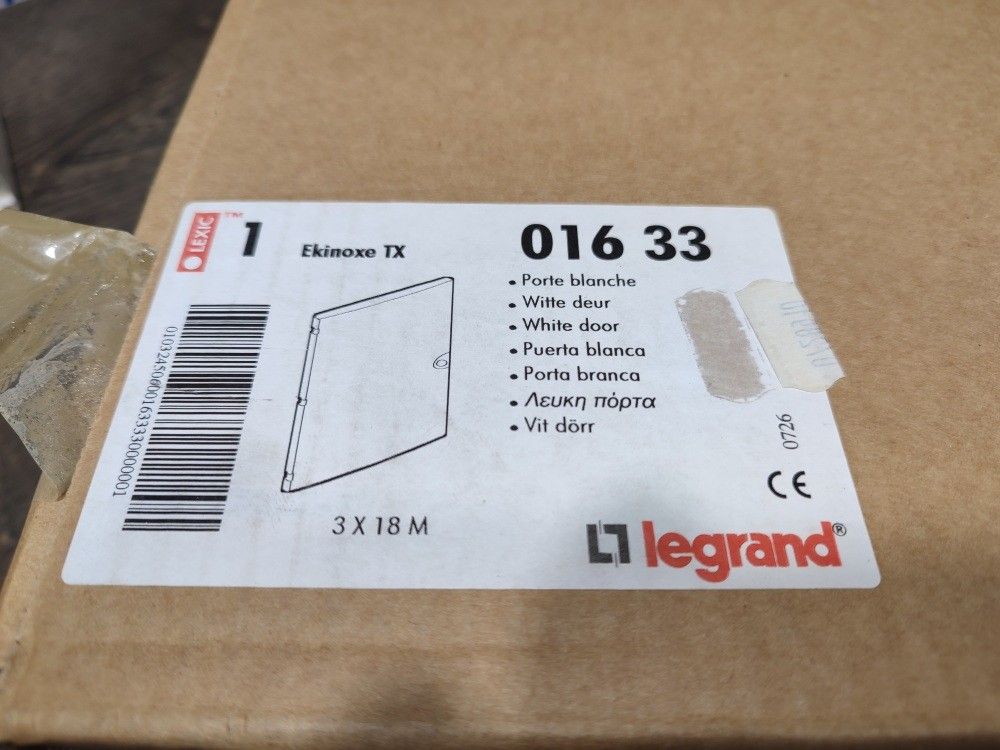 LEXIC™
1
Ekinoxe TX
016 33
• Porte blanche
• Witte deur
• White door
• Puerta blanca
• Porta branca
• Λευκη πόρτα
• Vit dörr
3 X 18 M
0726
CE
legrand®